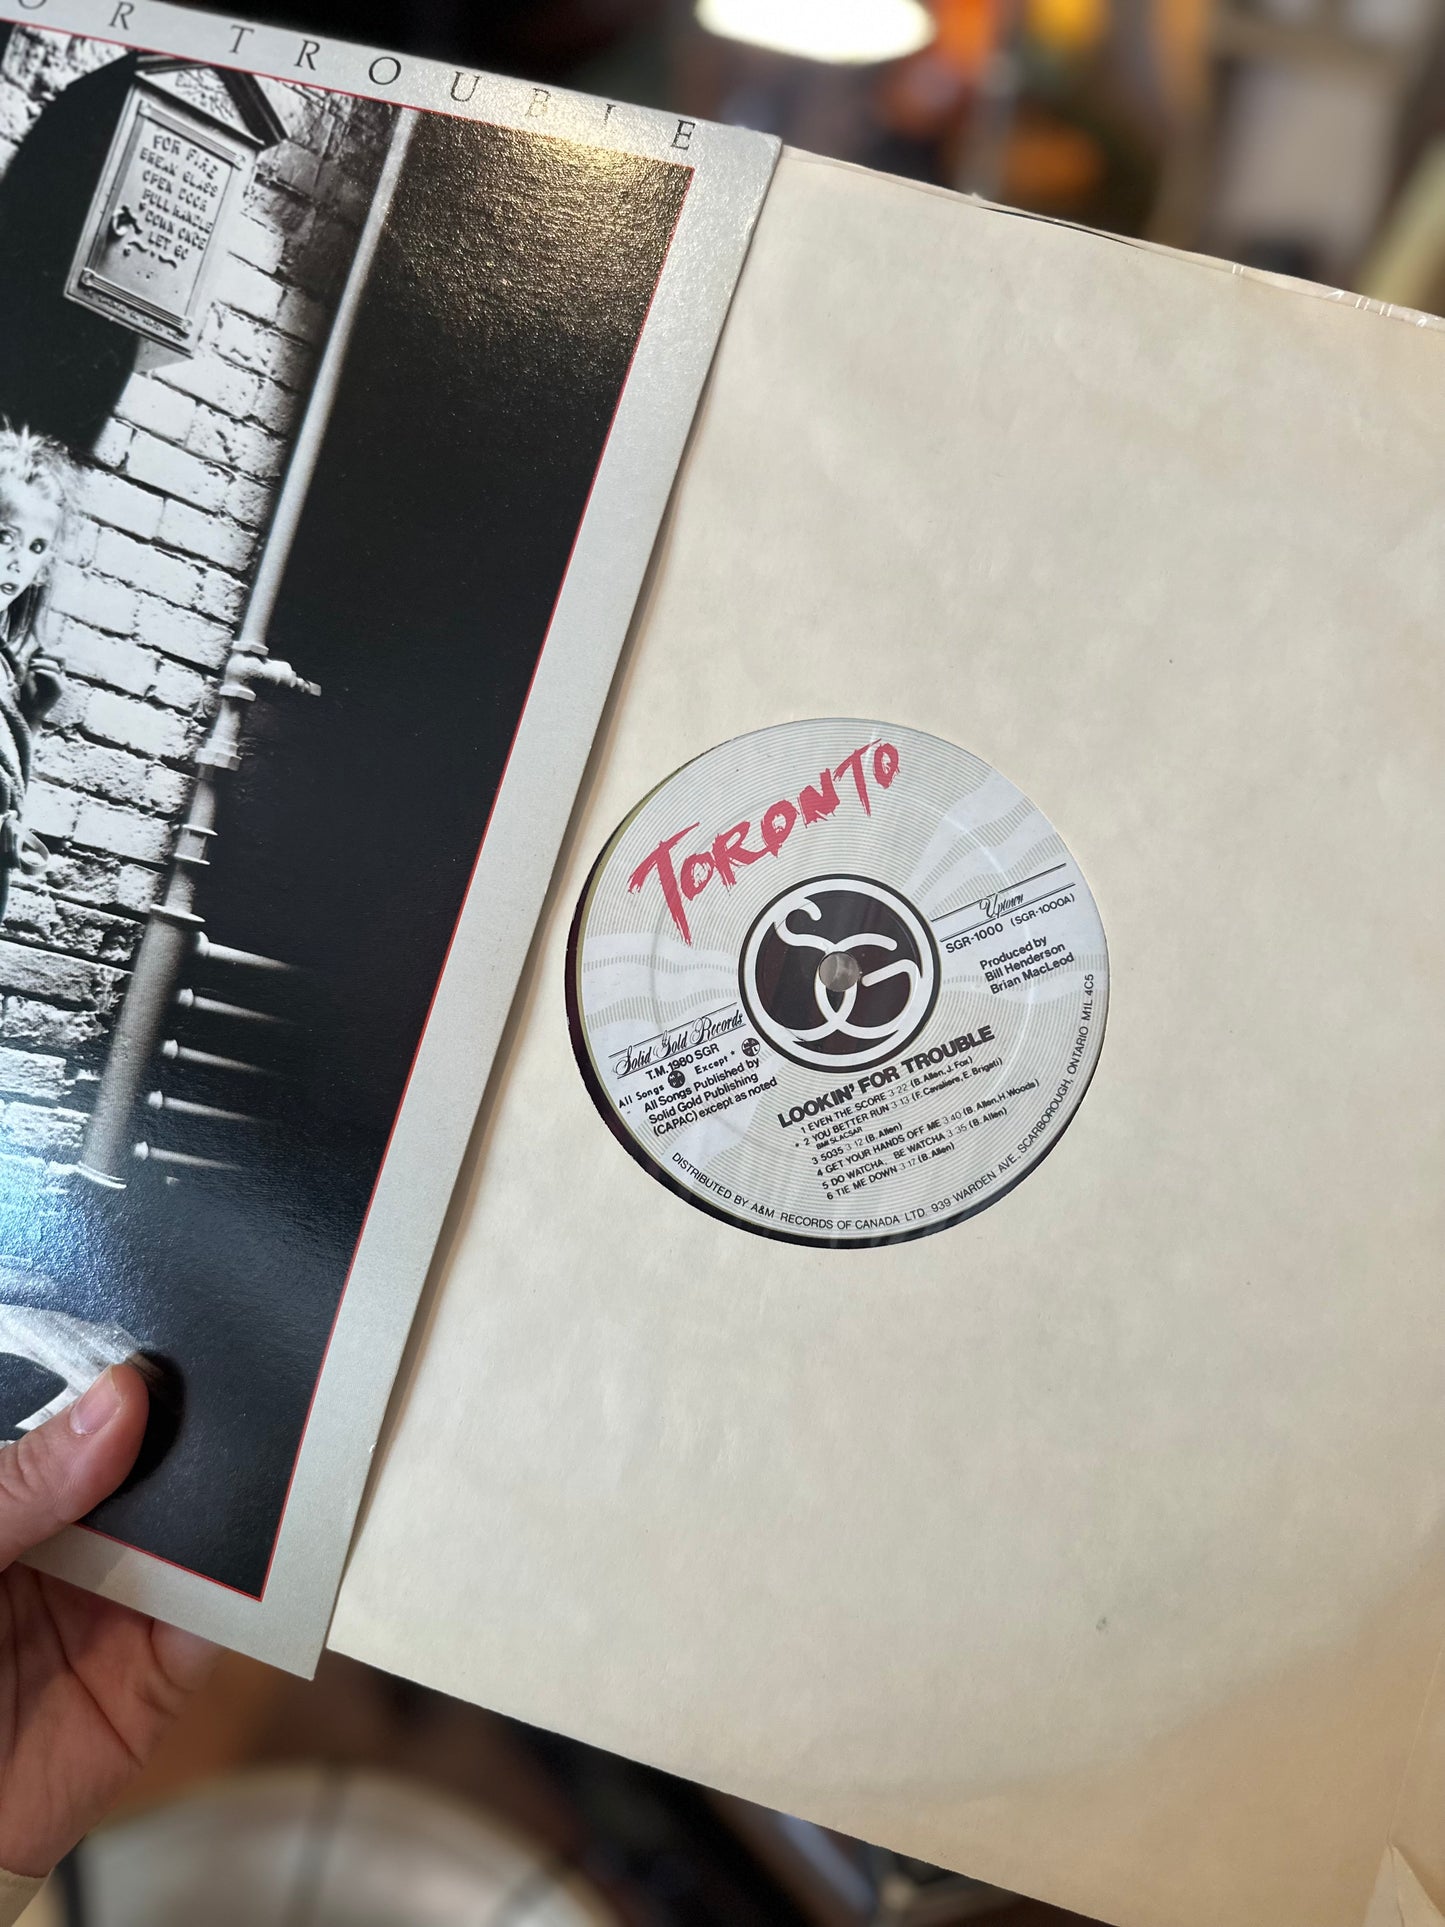 OR TROUBLE
FOR FIRE
BREAK GLASS
OPEN DOOR
PULL HANDLE
DOWN ONCE
LET GO
TORONTO
Uptown
SGR-1000 (SGR-1000A)
Produced by
Bill Henderson
Brian MacLeod
SG
Solid Gold Records
T.M. 1980 SGR
All Songs Except *
All Songs Published by
Solid Gold Publishing
(CAPAC) except as noted
LOOKIN' FOR TROUBLE
1 EVEN THE SCORE 3:22 (B. Allen, J. Fox)
* 2 YOU BETTER RUN 3:13 (F. Cavaliere, E. Brigati)
BMI SLACSAR
3 5035 3:12 (B. Allen)
4 GET YOUR HANDS OFF ME 3:40 (B. Allen, H. Woods)
5 DO WATCHA.. BE WATCHA 3:35 (B. Allen)
6 TIE ME DOWN 3:17 (B. Allen)
DISTRIBUTED BY A&M RECORDS OF CANADA LTD. 939 WARDEN AVE., SCARBOROUGH, ONTARIO M1L 4C5